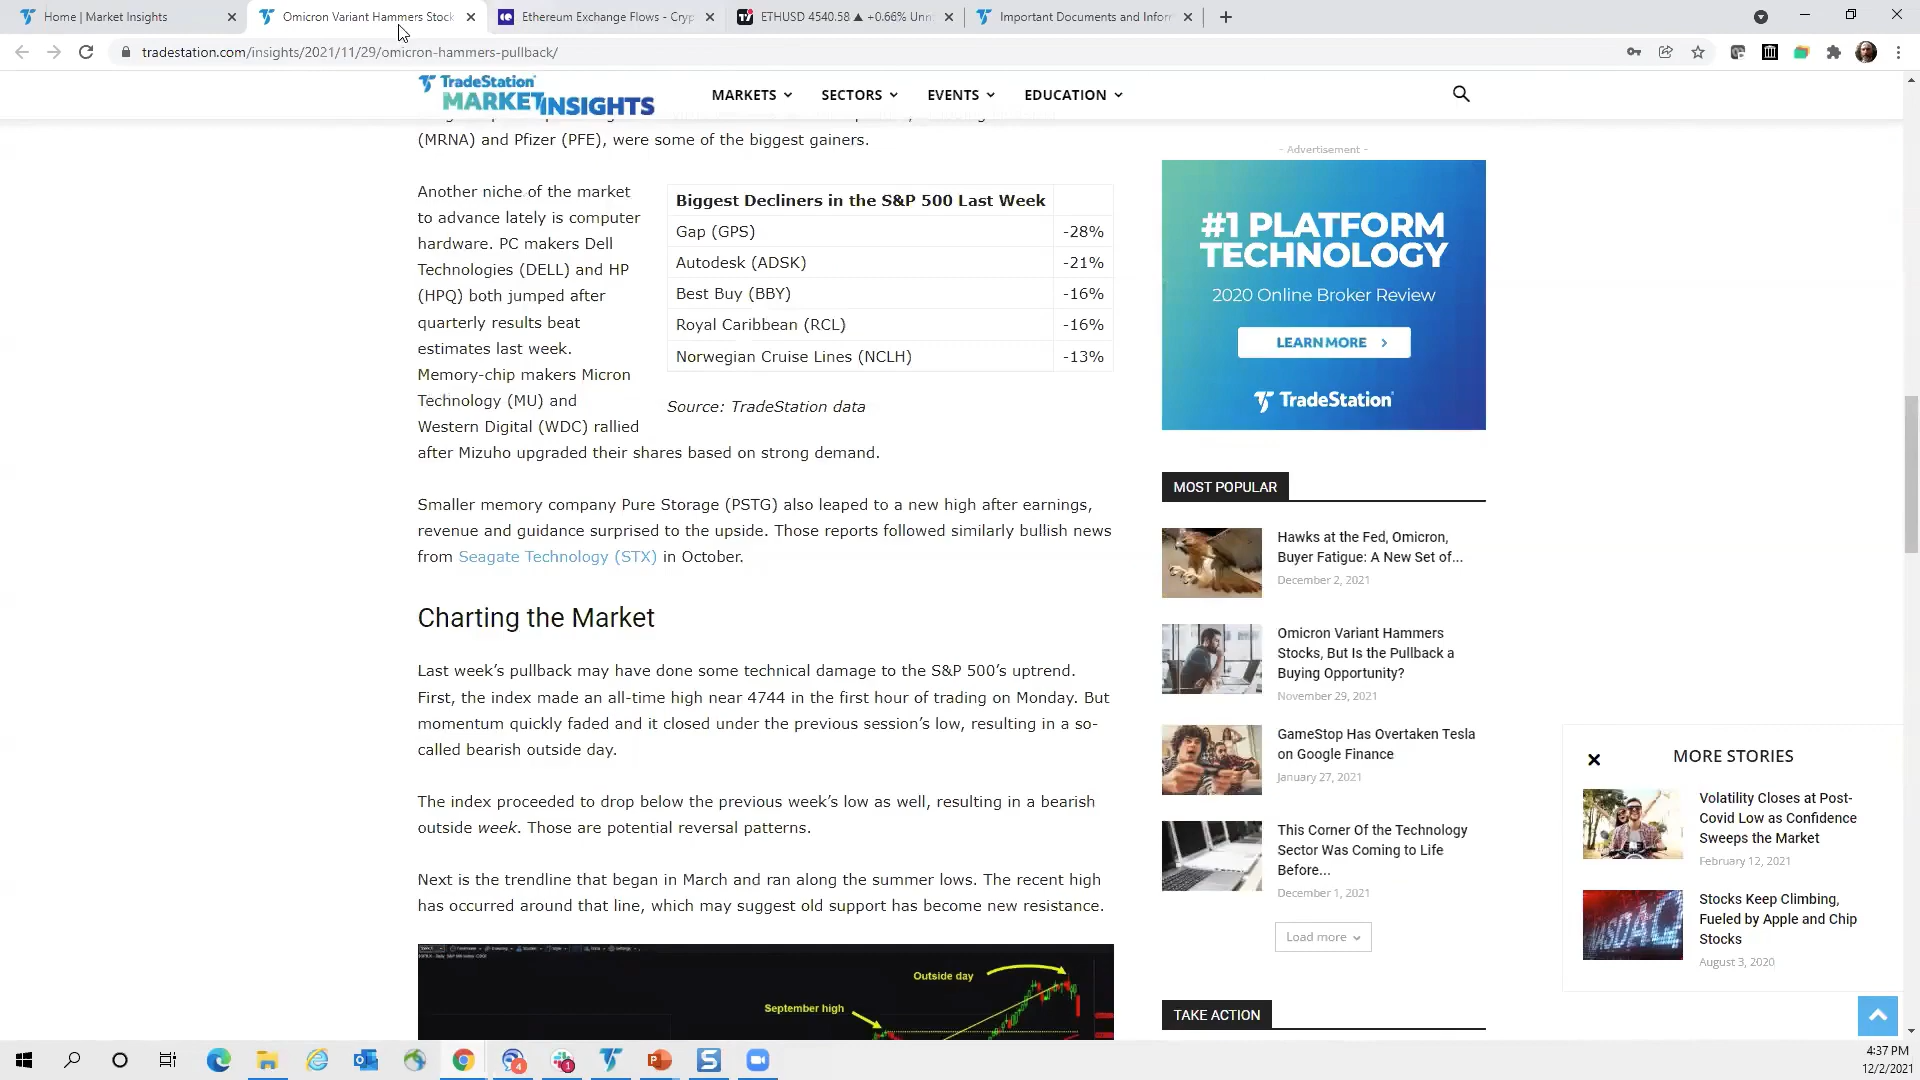 Home | Market Insights
Omicron Variant Hammers Stock
Ethereum Exchange Flows - Cryp
ETHUSD 4540.58 ▲ +0.66% Unn
Important Documents and Infor
tradestation.com/insights/2021/11/29/omicron-hammers-pullback/
TradeStation
MARKET INSIGHTS
MARKETS
SECTORS
EVENTS
EDUCATION
(MRNA) and Pfizer (PFE), were some of the biggest gainers.
Another niche of the market
to advance lately is computer
hardware. PC makers Dell
Technologies (DELL) and HP
(HPQ) both jumped after
quarterly results beat
estimates last week.
Memory-chip makers Micron
Technology (MU) and
Western Digital (WDC) rallied
after Mizuho upgraded their shares based on strong demand.
Biggest Decliners in the S&P 500 Last Week
Gap (GPS) -28%
Autodesk (ADSK) -21%
Best Buy (BBY) -16%
Royal Caribbean (RCL) -16%
Norwegian Cruise Lines (NCLH) -13%
Source: TradeStation data
Smaller memory company Pure Storage (PSTG) also leaped to a new high after earnings,
revenue and guidance surprised to the upside. Those reports followed similarly bullish news
from Seagate Technology (STX) in October.
Charting the Market
Last week's pullback may have done some technical damage to the S&P 500's uptrend.
First, the index made an all-time high near 4744 in the first hour of trading on Monday. But
momentum quickly faded and it closed under the previous session's low, resulting in a so-
called bearish outside day.
The index proceeded to drop below the previous week's low as well, resulting in a bearish
outside week. Those are potential reversal patterns.
Next is the trendline that began in March and ran along the summer lows. The recent high
has occurred around that line, which may suggest old support has become new resistance.
Outside day
September high
- Advertisement -
#1 PLATFORM
TECHNOLOGY
2020 Online Broker Review
LEARN MORE
TradeStation
MOST POPULAR
Hawks at the Fed, Omicron,
Buyer Fatigue: A New Set of...
December 2, 2021
Omicron Variant Hammers
Stocks, But Is the Pullback a
Buying Opportunity?
November 29, 2021
GameStop Has Overtaken Tesla
on Google Finance
January 27, 2021
This Corner Of the Technology
Sector Was Coming to Life
Before...
December 1, 2021
Load more
TAKE ACTION
MORE STORIES
Volatility Closes at Post-
Covid Low as Confidence
Sweeps the Market
February 12, 2021
NASDAQ
Stocks Keep Climbing,
Fueled by Apple and Chip
Stocks
August 3, 2020
4:37 PM
12/2/2021